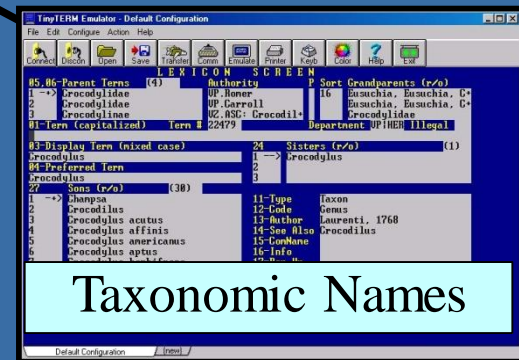 TinyTERM Emulator - Default Configuration
File Edit Configure Action Help
Connect Discon Open Save Transfer Comm Emulate Printer Keyb Color Help Exit
LEXICON SCREEN
05.06-Parent Terms (4) Authority P Sort Grandparents (r/o)
1 -+> Crocodylidae UP.Romer 16 Eusuchia, Eusuchia, C+
2 Crocodylidae UP.Carroll Eusuchia, Eusuchia, C+
3 Crocodylinae UZ.ASC: Crocodil+ Crocodylidae
01-Term (capitalized) Term # 22479 Department UP|HER Illegal
03-Display Term (mixed case) 24 Sisters (r/o) (1)
Crocodylus 1 --> Crocodylus
04-Preferred Term 2
Crocodylus 3
27 Sons (r/o) (30)
1 -+> Champsa 11-Type Taxon
2 Crocodilus 12-Code Genus
3 Crocodylus acutus 13-Author Laurenti, 1768
4 Crocodylus affinis 14-See Also Crocodilus
5 Crocodylus americanus 15-ComName
6 Crocodylus aptus 16-Info
Taxonomic Names
Default Configuration [new]